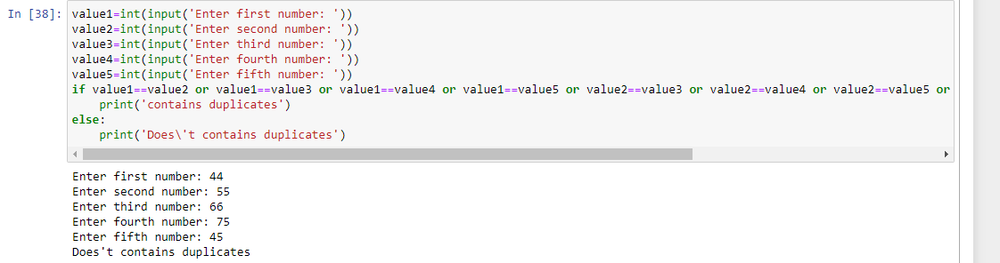 In [38]:
value1=int(input('Enter first number: '))
value2=int(input('Enter second number: '))
value3=int(input('Enter third number: '))
value4=int(input('Enter fourth number: '))
value5=int(input('Enter fifth number: '))
if value1==value2 or value1==value3 or value1==value4 or value1==value5 or value2==value3 or value2==value4 or value2==value5 or
    print('contains duplicates')
else:
    print('Does\'t contains duplicates')
Enter first number: 44
Enter second number: 55
Enter third number: 66
Enter fourth number: 75
Enter fifth number: 45
Does't contains duplicates